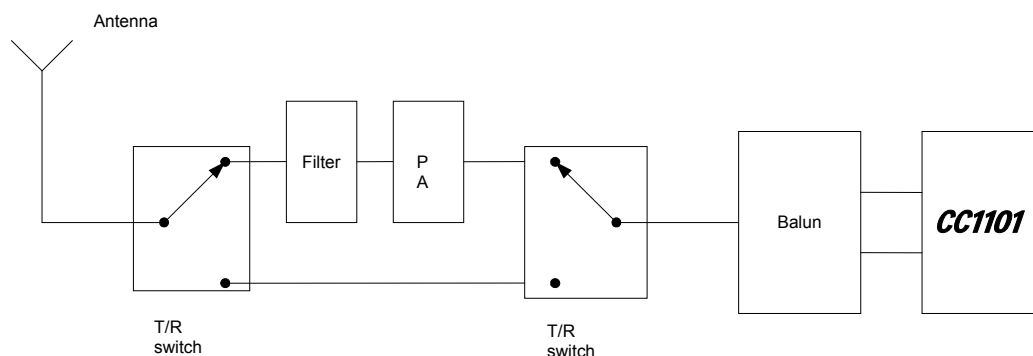 Antenna
Filter
P
A
Balun
CC1101
T/R
switch
T/R
switch